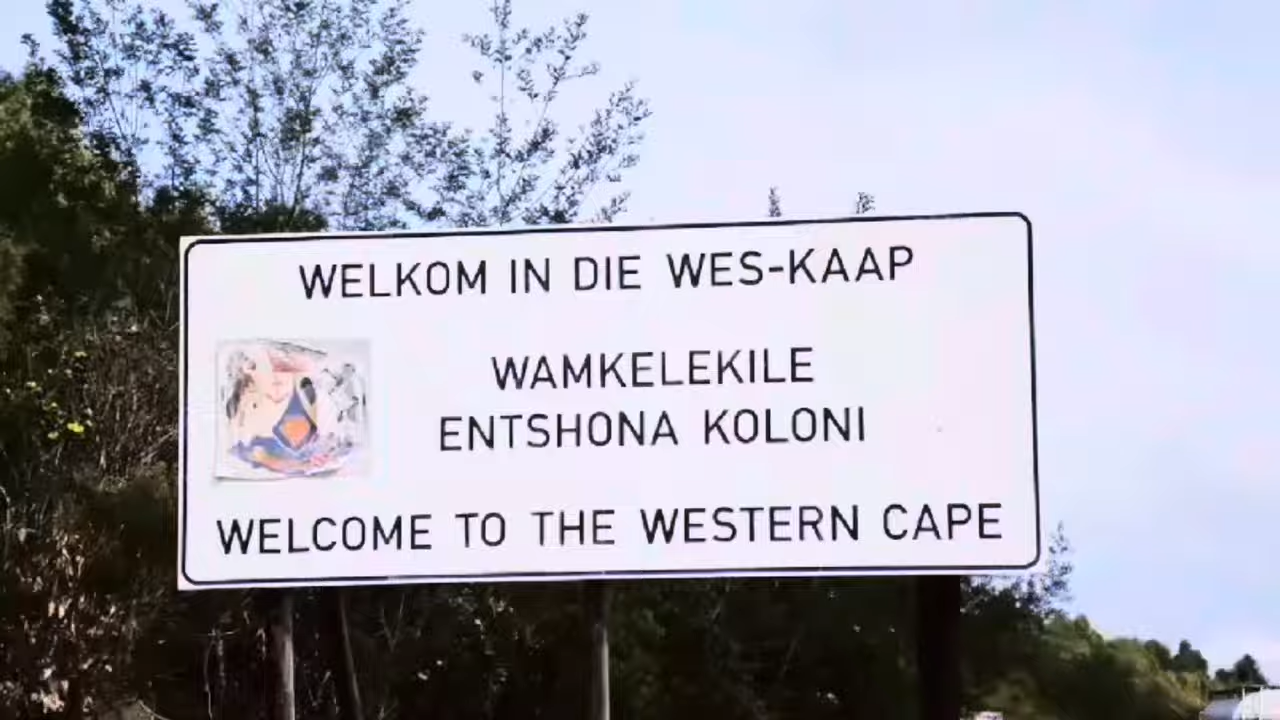 WELKOM IN DIE WES-KAAP
WAMKELEKILE
ENTSHONA KOLONI
WELCOME TO THE WESTERN CAPE